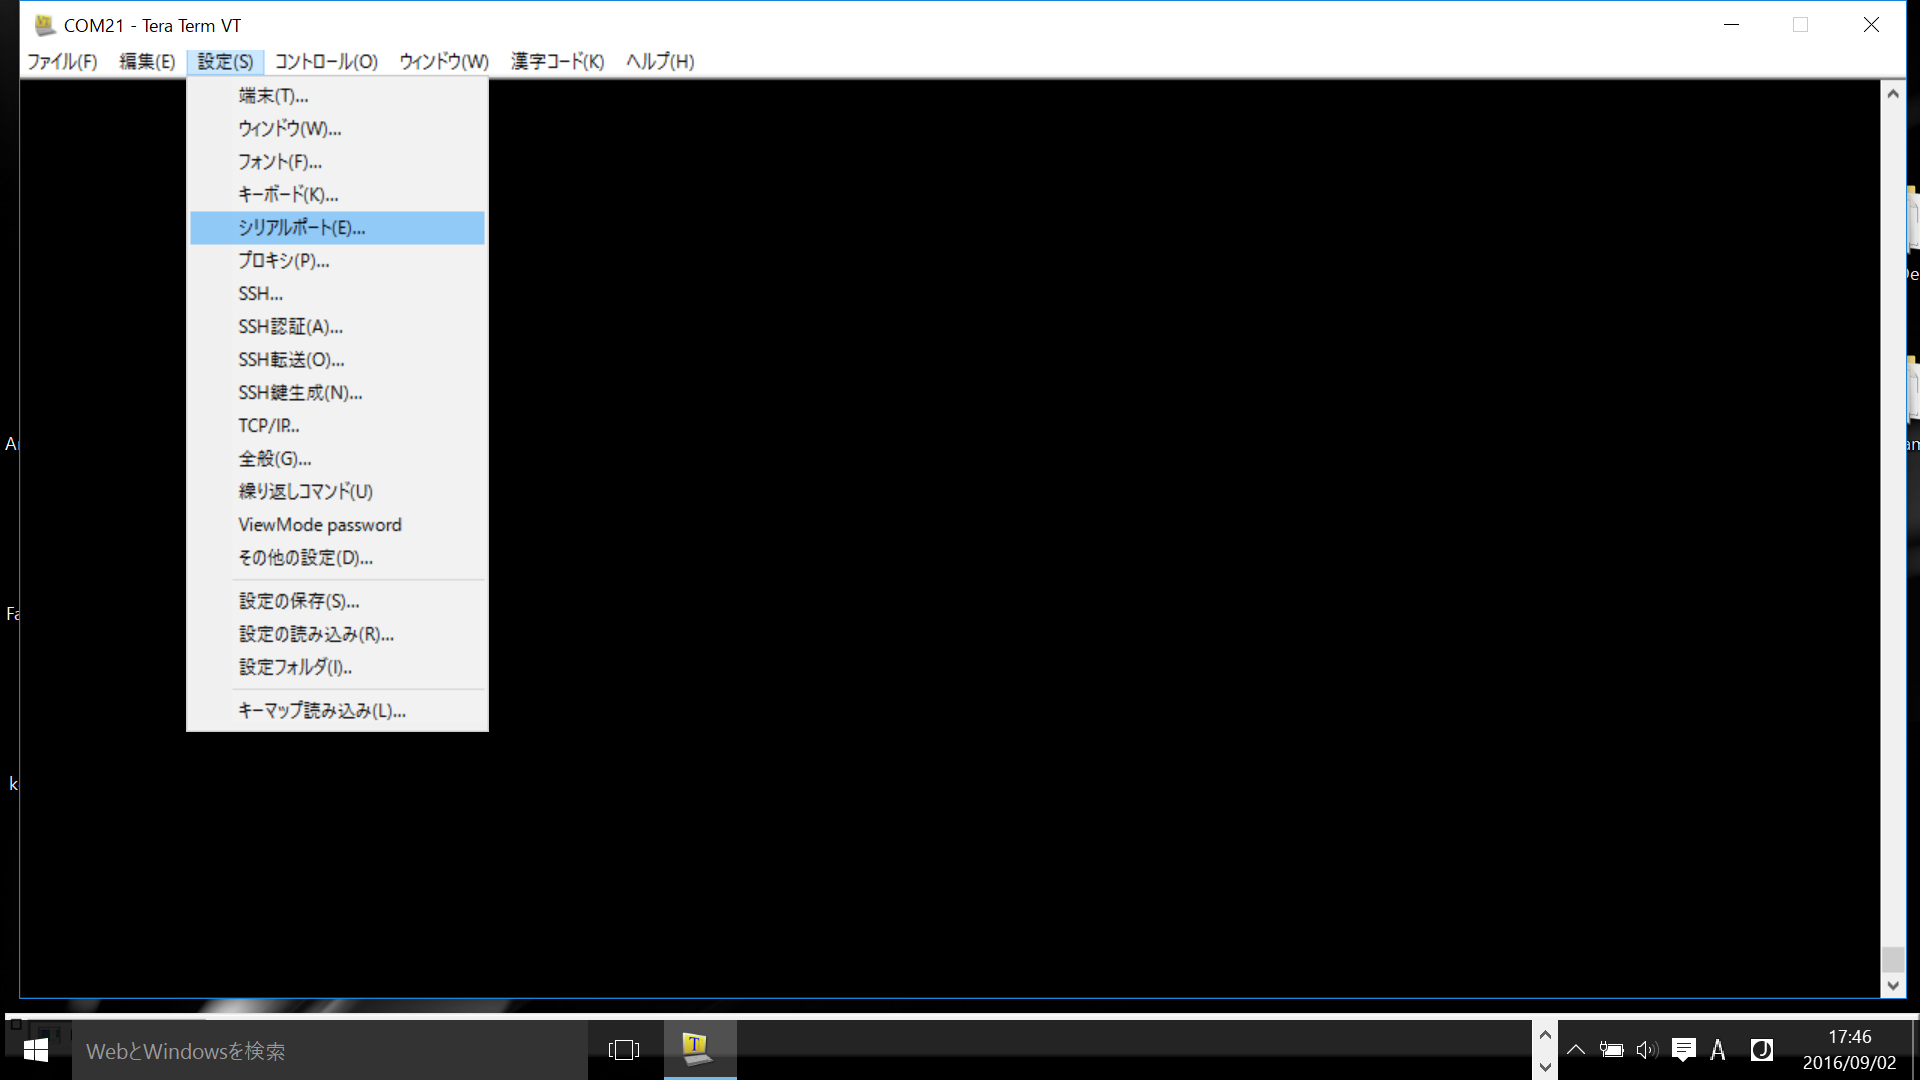 COM21 - Tera Term VT
ファイル(F) 編集(E) 設定(S) コントロール(O) ウィンドウ(W) 漢字コード(K) ヘルプ(H)
端末(T)...
ウィンドウ(W)...
フォント(F)...
キーボード(K)...
シリアルポート(E)...
プロキシ(P)...
SSH...
SSH認証(A)...
SSH転送(O)...
SSH鍵生成(N)...
TCP/IP...
全般(G)...
繰り返しコマンド(U)
ViewMode password
その他の設定(D)...
設定の保存(S)...
設定の読み込み(R)...
設定フォルダ(I)..
キーマップ読み込み(L)...
WebとWindowsを検索
A
17:46
2016/09/02